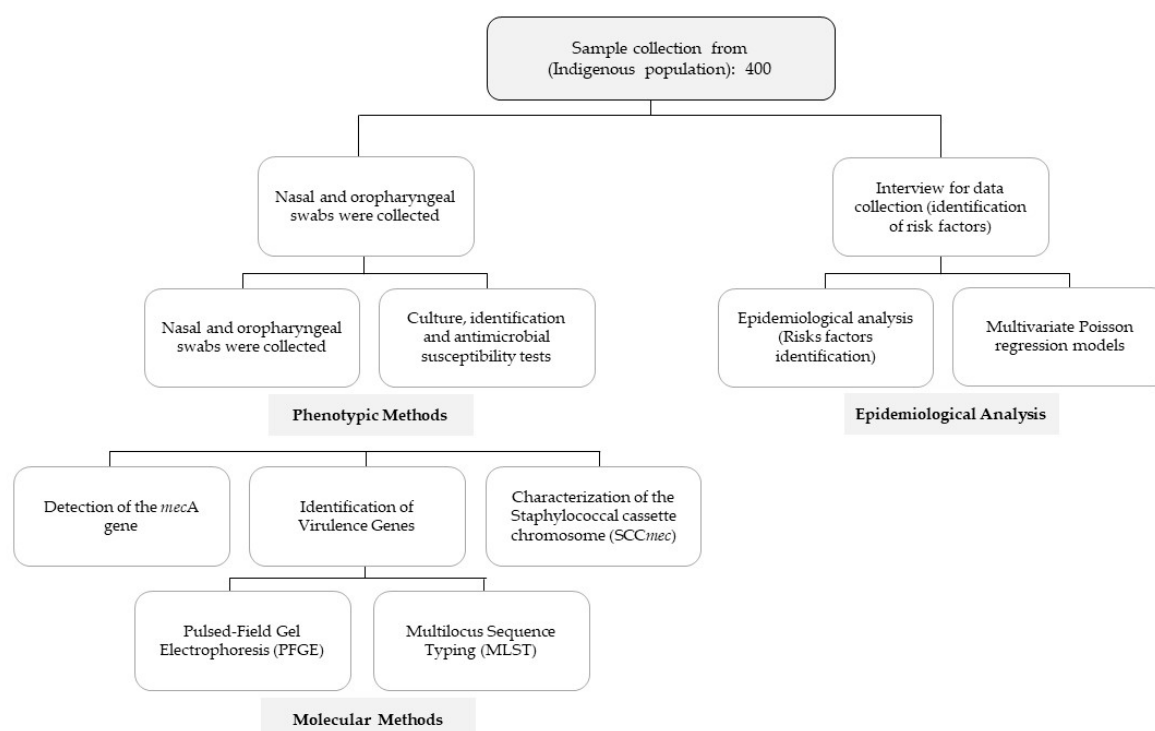 Sample collection from
(Indigenous population): 400
Nasal and oropharyngeal
swabs were collected
Interview for data
collection (identification
of risk factors)
Nasal and oropharyngeal
swabs were collected
Culture, identification
and antimicrobial
susceptibility tests
Epidemiological analysis
(Risks factors
identification)
Multivariate Poisson
regression models
Phenotypic Methods
Epidemiological Analysis
Detection of the mecA
gene
Identification of
Virulence Genes
Characterization of the
Staphylococcal cassette
chromosome (SCCmec)
Pulsed-Field Gel
Electrophoresis (PFGE)
Multilocus Sequence
Typing (MLST)
Molecular Methods